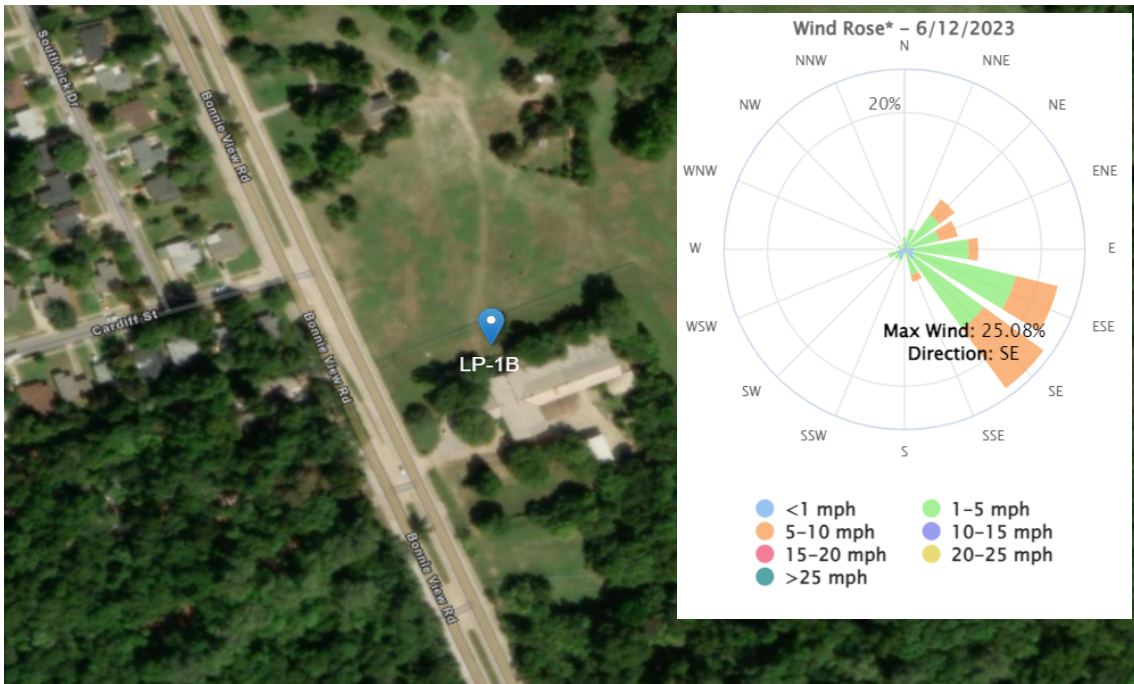 Southwick Dr
Bonnie View Rd
Cardiff St
Bonnie View Rd
LP-1B
Bonnie View Rd
Wind Rose* – 6/12/2023
N
NNW
NNE
NW
20%
NE
WNW
ENE
W
E
WSW
ESE
Max Wind: 25.08%
Direction: SE
SW
SE
SSW
SSE
S
<1 mph
1–5 mph
5–10 mph
10–15 mph
15–20 mph
20–25 mph
>25 mph